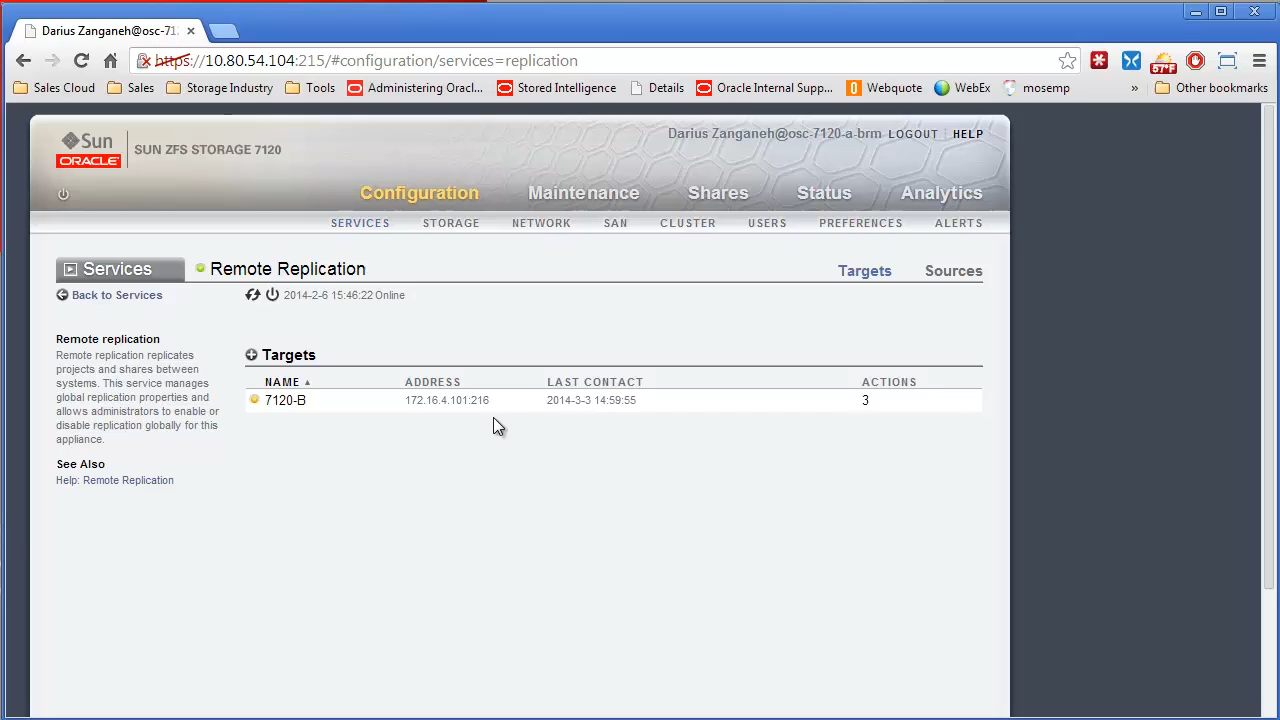 Darius Zanganeh@osc-712
https://10.80.54.104:215/#configuration/services=replication
57°F
Sales Cloud Sales Storage Industry Tools Administering Orcl... Stored Intelligence Details Oracle Internal Supp... Webquote WebEx mosemp » Other bookmarks
Sun
ORACLE
SUN ZFS STORAGE 7120
Darius Zanganeh@osc-7120-a-brm LOGOUT HELP
Configuration Maintenance Shares Status Analytics
SERVICES STORAGE NETWORK SAN CLUSTER USERS PREFERENCES ALERTS
Services Remote Replication Targets Sources
Back to Services 2014-2-6 15:46:22 Online
Remote replication
Remote replication replicates
projects and shares between
systems. This service manages
global replication properties and
allows administrators to enable or
disable replication globally for this
appliance.
See Also
Help: Remote Replication
Targets
NAME ▲ ADDRESS LAST CONTACT ACTIONS
7120-B 172.16.4.101:216 2014-3-3 14:59:55 3